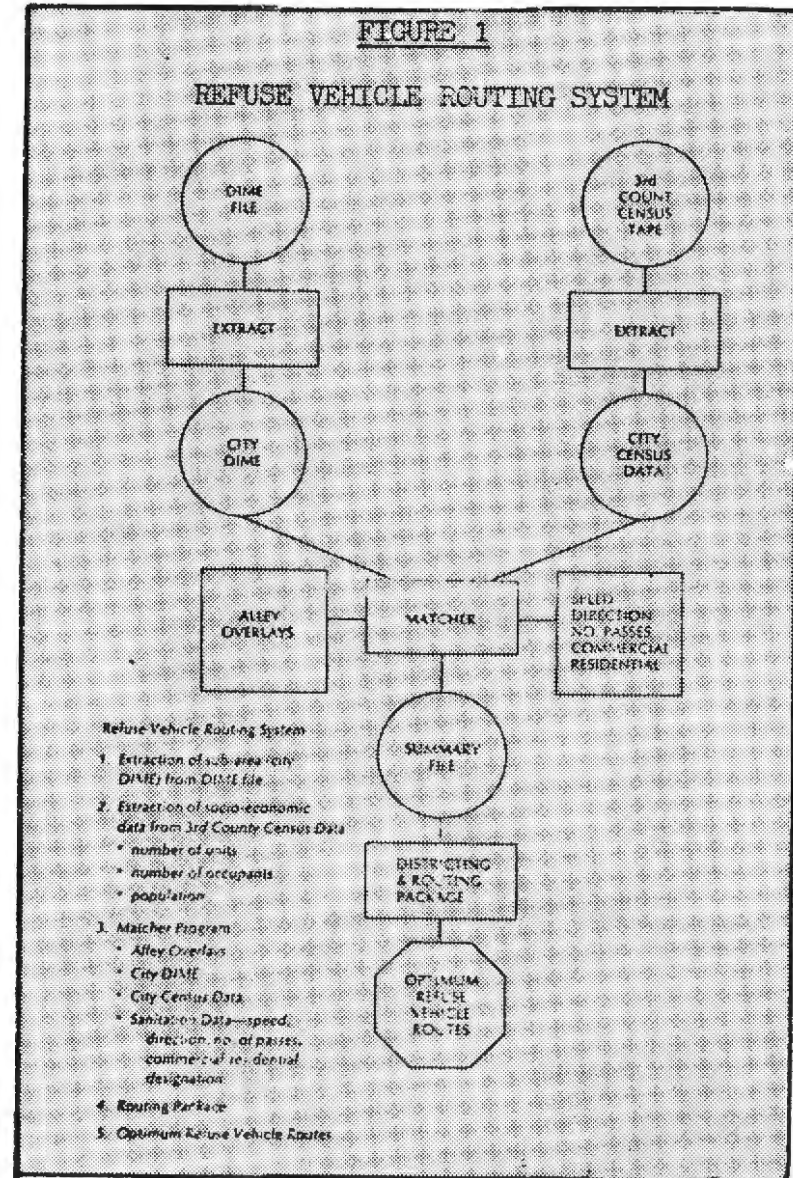 FIGURE 1
REFUSE VEHICLE ROUTING SYSTEM
DIME
FILE
3rd
COUNT
CENSUS
TAPE
EXTRACT
EXTRACT
CITY
DIME
CITY
CENSUS
DATA
ALLEY
OVERLAYS
MATCHER
SPEED
DIRECTION
NO. PASSES
COMMERCIAL
RESIDENTIAL
SUMMARY
FILE
DISTRICTING
& ROUTING
PACKAGE
OPTIMUM
REFUSE
VEHICLE
ROUTES
Refuse Vehicle Routing System
1. Extraction of sub-area (city
DIME) from DIME file
2. Extraction of socio-economic
data from 3rd County Census Data
* number of units
* number of occupants
* population
3. Matcher Program
* Alley Overlays
* City DIME
* City Census Data
* Sanitation Data—speed,
direction, no. of passes,
commercial residential
designation
4. Routing Package
5. Optimum Refuse Vehicle Routes